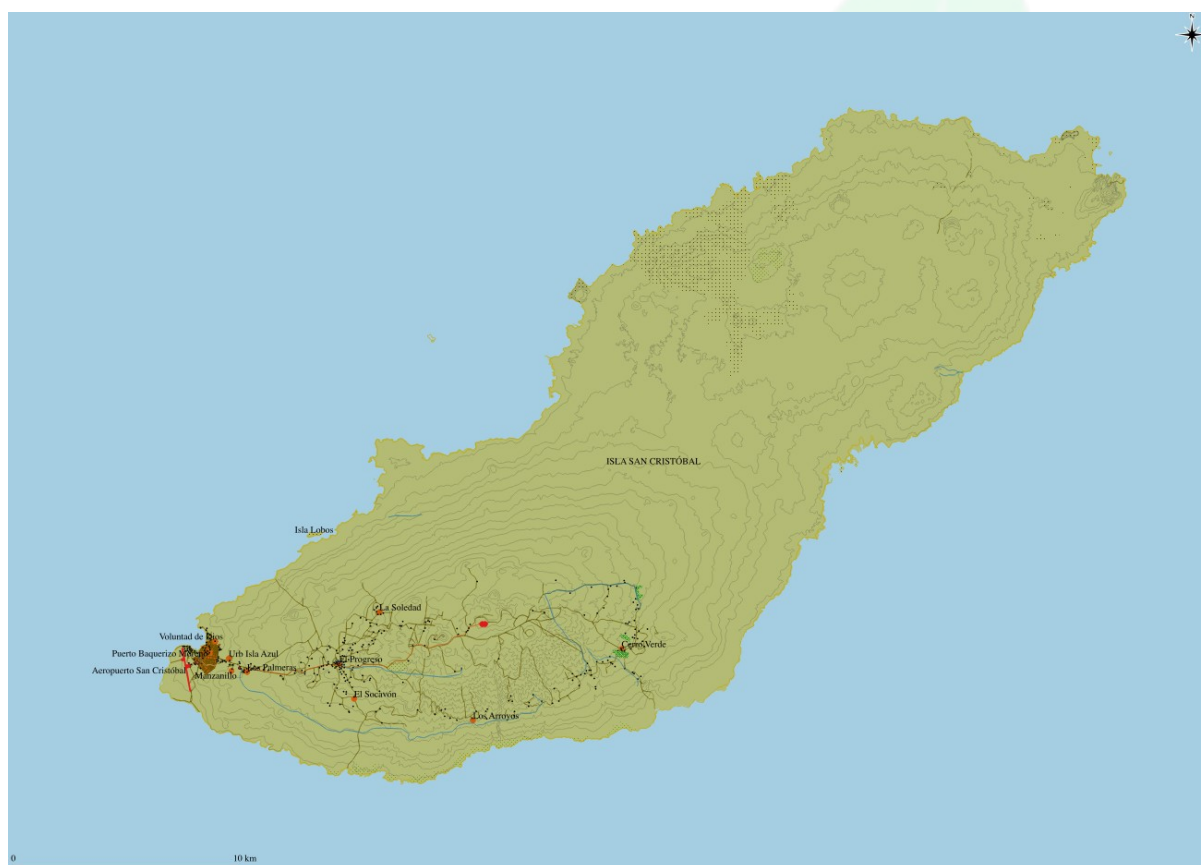 N
ISLA SAN CRISTÓBAL
Isla Lobos
La Soledad
Voluntad de Dios
Cerro Verde
Puerto Baquerizo Moreno
Urb Isla Azul
El Progreso
Aeropuerto San Cristóbal
Manzanillo
Las Palmeras
El Socavón
Los Arroyos
0 10 km